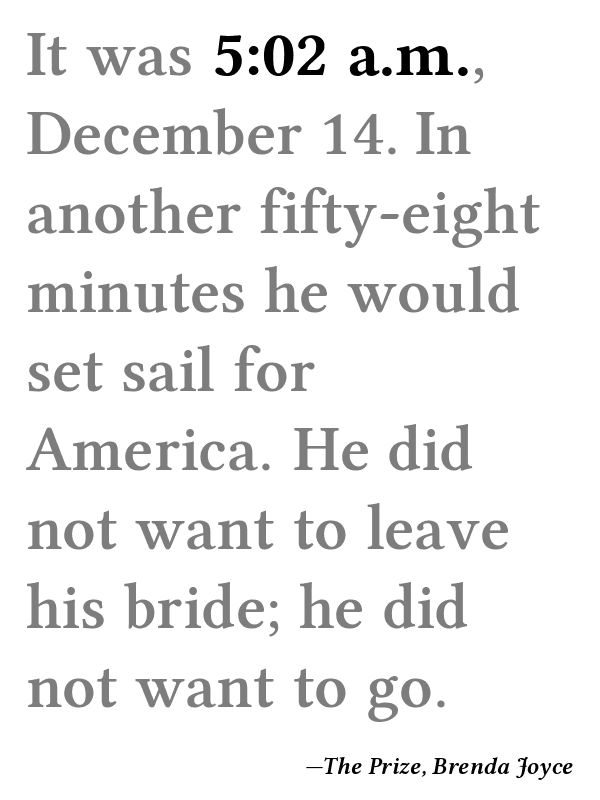 It was 5:02 a.m.,
December 14. In
another fifty-eight
minutes he would
set sail for
America. He did
not want to leave
his bride; he did
not want to go.
—The Prize, Brenda Joyce